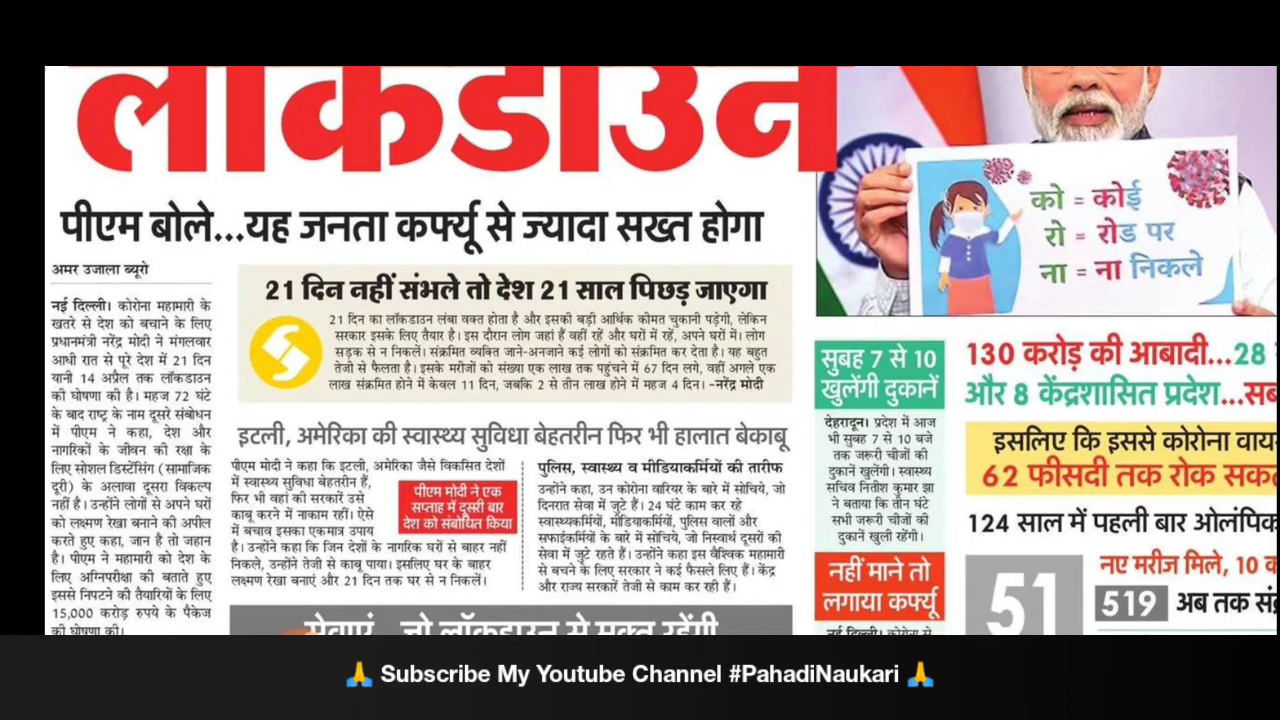 लॉकडाउन
पीएम बोले...यह जनता कर्फ्यू से ज्यादा सख्त होगा
अमर उजाला ब्यूरो
नई दिल्ली। कोरोना महामारी के
खतरे से देश को बचाने के लिए
प्रधानमंत्री नरेंद्र मोदी ने मंगलवार
आधी रात से पूरे देश में 21 दिन
यानी 14 अप्रैल तक लॉकडाउन
की घोषणा की है। महज 72 घंटे
के बाद राष्ट्र के नाम दूसरे संबोधन
में पीएम ने कहा, देश और
नागरिकों के जीवन की रक्षा के
लिए सोशल डिस्टेंसिंग (सामाजिक
दूरी) के अलावा दूसरा विकल्प
नहीं है। उन्होंने लोगों से अपने घरों
को लक्ष्मण रेखा बनाने की अपील
करते हुए कहा, जान है तो जहान
है। पीएम ने महामारी को देश के
लिए अग्निपरीक्षा की बताते हुए
इससे निपटने की तैयारियों के लिए
15,000 करोड़ रुपये के पैकेज
की घोषणा की।
21 दिन नहीं संभले तो देश 21 साल पिछड़ जाएगा
21 दिन का लॉकडाउन लंबा वक्त होता है और इसकी बड़ी आर्थिक कीमत चुकानी पड़ेगी, लेकिन
सरकार इसके लिए तैयार है। इस दौरान लोग जहां हैं वहीं रहें और घरों में रहें, अपने घरों में। लोग
सड़क से न निकलें। संक्रमित व्यक्ति जाने-अनजाने कई लोगों को संक्रमित कर देता है। यह बहुत
तेजी से फैलता है। इसके मरीजों को संख्या एक लाख तक पहुंचने में 67 दिन लगे, वहीं अगले एक
लाख संक्रमित होने में केवल 11 दिन, जबकि 2 से तीन लाख होने में महज 4 दिन। -नरेंद्र मोदी
इटली, अमेरिका की स्वास्थ्य सुविधा बेहतरीन फिर भी हालात बेकाबू
पीएम मोदी ने कहा कि इटली, अमेरिका जैसे विकसित देशों
में स्वास्थ्य सुविधा बेहतरीन हैं,
फिर भी वहां की सरकारें उसे
काबू करने में नाकाम रहीं। ऐसे
में बचाव इसका एकमात्र उपाय
है। उन्होंने कहा कि जिन देशों के नागरिक घरों से बाहर नहीं
निकले, उन्होंने तेजी से काबू पाया। इसलिए घर के बाहर
लक्ष्मण रेखा बनाएं और 21 दिन तक घर से न निकलें।
पीएम मोदी ने एक
सप्ताह में दूसरी बार
देश को संबोधित किया
पुलिस, स्वास्थ्य व मीडियाकर्मियों की तारीफ
उन्होंने कहा, उन कोरोना वारियर के बारे में सोचिये, जो
दिनरात सेवा में जुटे हैं। 24 घंटे काम कर रहे
स्वास्थ्यकर्मियों, मीडियाकर्मियों, पुलिस वालों और
सफाईकर्मियों के बारे में सोचिये, जो निस्वार्थ दूसरों की
सेवा में जुटे रहते हैं। उन्होंने कहा इस वैश्विक महामारी
से बचने के लिए सरकार ने कई फैसले लिए हैं। केंद्र
और राज्य सरकारें तेजी से काम कर रही हैं।
सेवाएं...जो लॉकडाउन से मुक्त रहेंगी
को = कोई
रो = रोड पर
ना = ना निकले
सुबह 7 से 10
खुलेंगी दुकानें
देहरादून। प्रदेश में आज
भी सुबह 7 से 10 बजे
तक जरूरी चीजों की
दुकानें खुलेंगी। स्वास्थ्य
सचिव नितीश कुमार झा
ने बताया कि तीन घंटे
सभी जरूरी चीजों की
दुकानें खुली रहेंगी।
नहीं माने तो
लगाया कर्फ्यू
नई दिल्ली। कोरोना से
130 करोड़ की आबादी...28
और 8 केंद्रशासित प्रदेश...सब
इसलिए कि इससे कोरोना वाय
62 फीसदी तक रोक सक
124 साल में पहली बार ओलंपिक
51
नए मरीज मिले, 10 क
519 अब तक सं
🙏 Subscribe My Youtube Channel #PahadiNaukari 🙏